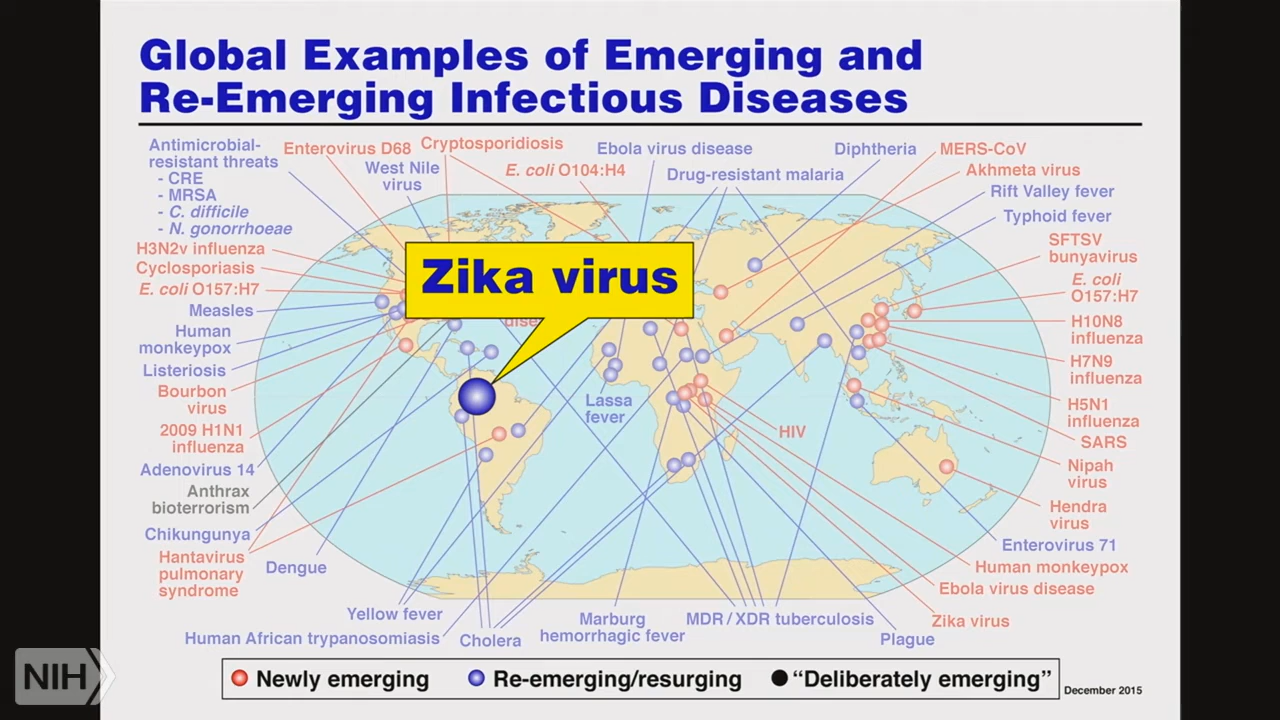 Global Examples of Emerging and
Re-Emerging Infectious Diseases
Antimicrobial-
resistant threats
- CRE
- MRSA
- C. difficile
- N. gonorrhoeae
Enterovirus D68
Cryptosporidiosis
West Nile
virus
E. coli O104:H4
Ebola virus disease
Drug-resistant malaria
Diphtheria
MERS-CoV
Akhmeta virus
Rift Valley fever
Typhoid fever
SFTSV
bunyavirus
E. coli
O157:H7
H10N8
influenza
H7N9
influenza
H5N1
influenza
SARS
Nipah
virus
Hendra
virus
Enterovirus 71
Human monkeypox
Ebola virus disease
Zika virus
Plague
H3N2v influenza
Cyclosporiasis
E. coli O157:H7
Measles
Human
monkeypox
Listeriosis
Bourbon
virus
2009 H1N1
influenza
Adenovirus 14
Anthrax
bioterrorism
Chikungunya
Hantavirus
pulmonary
syndrome
Dengue
Yellow fever
Human African trypanosomiasis
Cholera
Marburg
hemorrhagic fever
MDR / XDR tuberculosis
Zika virus
Lassa
fever
HIV
NIH
Newly emerging
Re-emerging/resurging
“Deliberately emerging”
December 2015